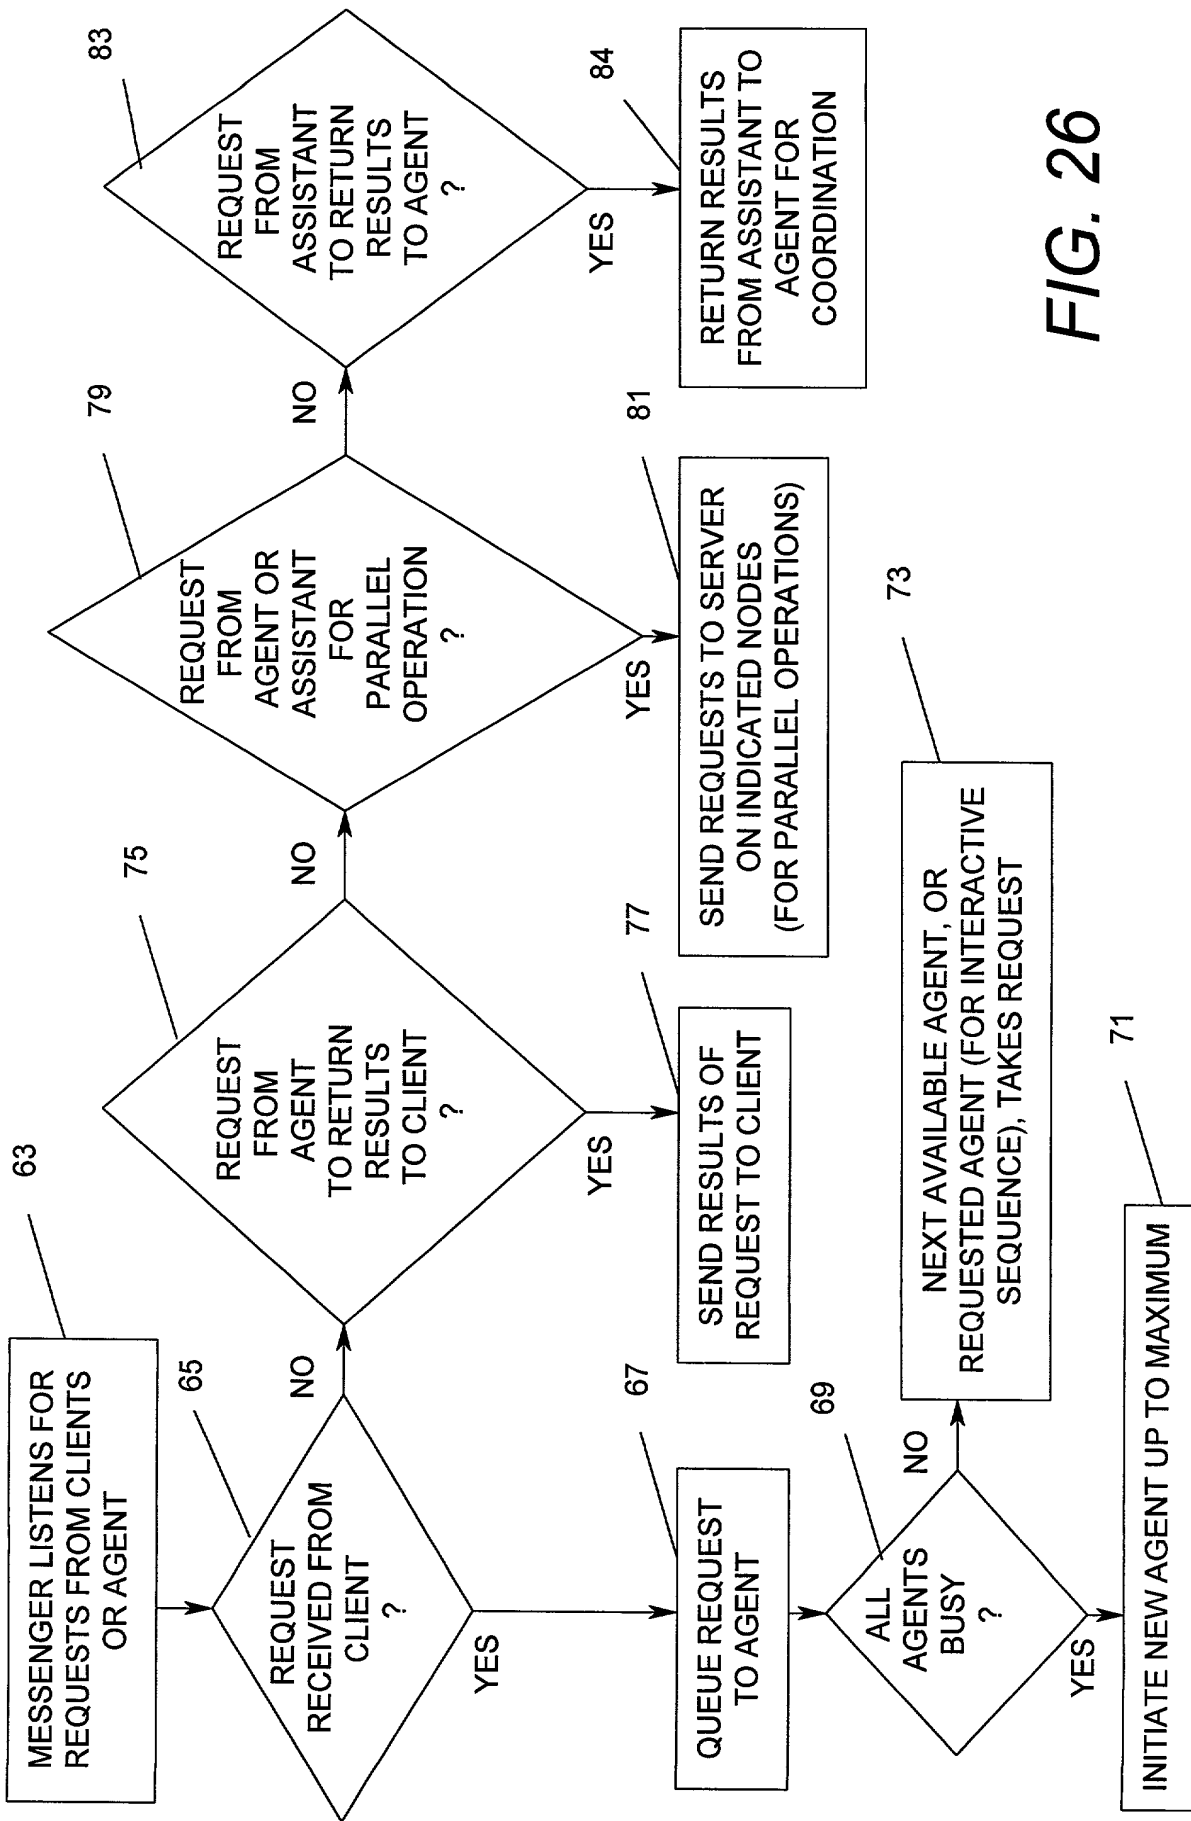 63
MESSENGER LISTENS FOR
REQUESTS FROM CLIENTS
OR AGENT
65
REQUEST
RECEIVED FROM
CLIENT
?
NO
YES
75
REQUEST
FROM
AGENT
TO RETURN
RESULTS
TO CLIENT
?
NO
YES
79
REQUEST
FROM
AGENT OR
ASSISTANT
FOR
PARALLEL
OPERATION
?
NO
YES
83
REQUEST
FROM
ASSISTANT
TO RETURN
RESULTS
TO AGENT
?
YES
67
QUEUE REQUEST
TO AGENT
77
SEND RESULTS OF
REQUEST TO CLIENT
81
SEND REQUESTS TO SERVER
ON INDICATED NODES
(FOR PARALLEL OPERATIONS)
84
RETURN RESULTS
FROM ASSISTANT TO
AGENT FOR
COORDINATION
69
ALL
AGENTS
BUSY
?
NO
YES
73
NEXT AVAILABLE AGENT, OR
REQUESTED AGENT (FOR INTERACTIVE
SEQUENCE), TAKES REQUEST
71
INITIATE NEW AGENT UP TO MAXIMUM
FIG. 26